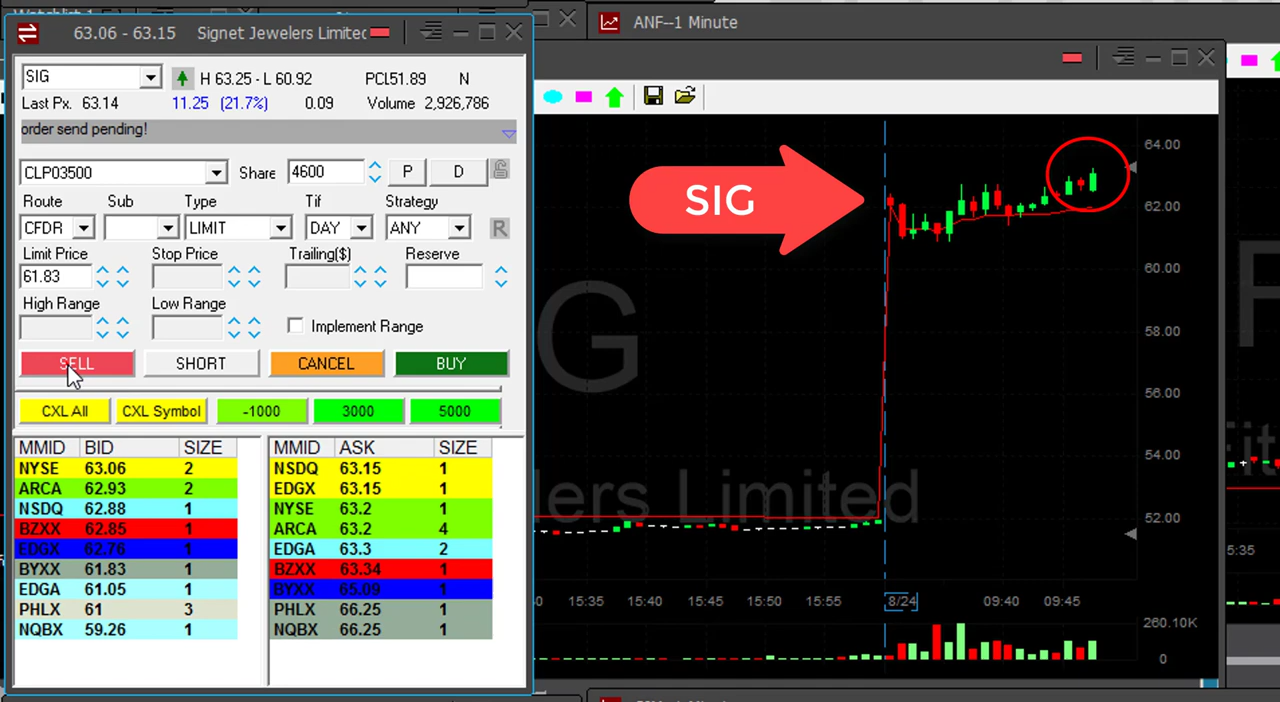 63.06 - 63.15 Signet Jewelers Limited
ANF--1 Minute
SIG H 63.25 - L 60.92 PCL51.89 N
Last Px. 63.14 11.25 (21.7%) 0.09 Volume 2,926,786
order send pending!
CLP03500 Share 4600 P D
Route Sub Type Tif Strategy
CFDR LIMIT DAY ANY R
Limit Price Stop Price Trailing($) Reserve
61.83
High Range Low Range
Implement Range
SELL SHORT CANCEL BUY
CXL All CXL Symbol -1000 3000 5000
MMID BID SIZE
NYSE 63.06 2
ARCA 62.93 2
NSDQ 62.88 1
BZXX 62.85 1
EDGX 62.76 1
BYXX 61.83 1
EDGA 61.05 1
PHLX 61 3
NQBX 59.26 1
MMID ASK SIZE
NSDQ 63.15 1
EDGX 63.15 1
NYSE 63.2 1
ARCA 63.2 4
EDGA 63.3 2
BZXX 63.34 1
BYXX 65.09 1
PHLX 66.25 1
NQBX 66.25 1
SIG
G
elers Limited
64.00
62.00
60.00
58.00
56.00
54.00
52.00
15:35 15:40 15:45 15:50 15:55 8/24 09:40 09:45
260.10K
0
F
Fit
5:35